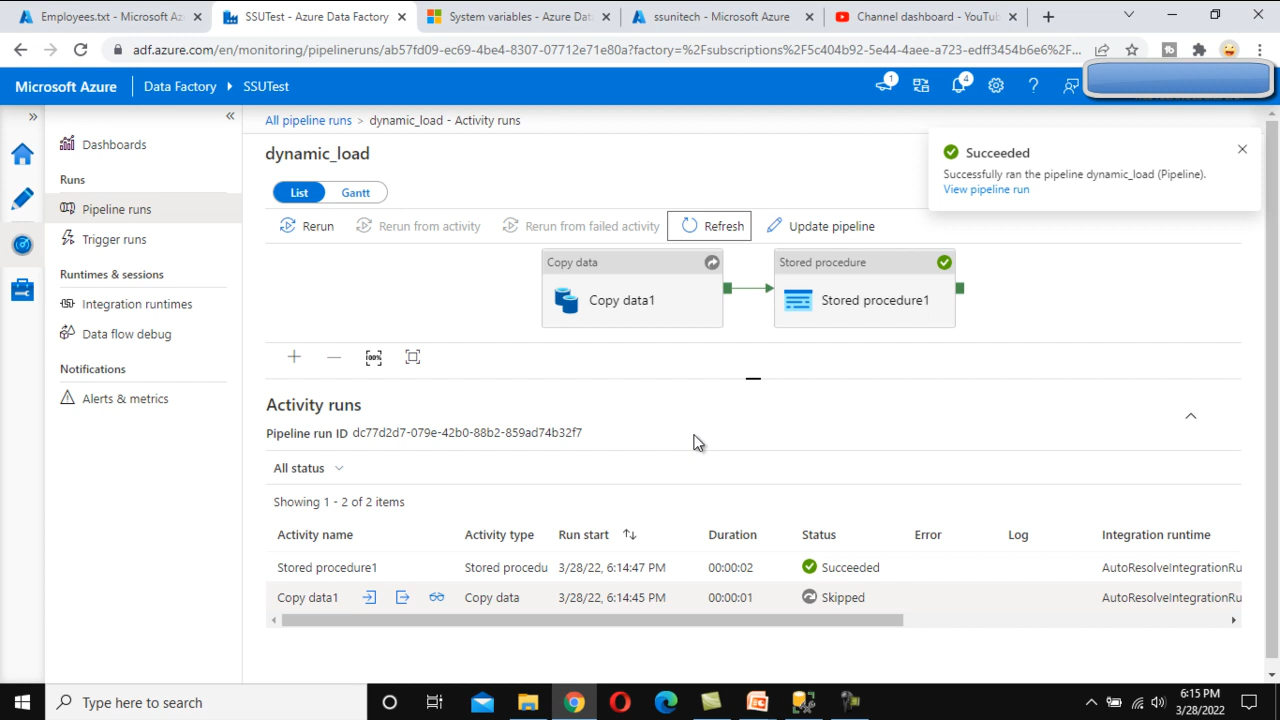 Employees.txt - Microsoft Az
SSUTest - Azure Data Factory
System variables - Azure Dat
ssunitech - Microsoft Azure
Channel dashboard - YouTub
adf.azure.com/en/monitoring/pipelineruns/ab57fd09-ec69-4be4-8307-07712e71e80a?factory=%2Fsubscriptions%2F5c404b92-5e44-4aee-a723-edff3454b6e6%2F...
Microsoft Azure
Data Factory
SSUTest
1
4
Dashboards
Runs
Pipeline runs
Trigger runs
Runtimes & sessions
Integration runtimes
Data flow debug
Notifications
Alerts & metrics
All pipeline runs > dynamic_load - Activity runs
dynamic_load
List
Gantt
Rerun
Rerun from activity
Rerun from failed activity
Refresh
Update pipeline
Succeeded
Successfully ran the pipeline dynamic_load (Pipeline).
View pipeline run
Copy data
Copy data1
Stored procedure
Stored procedure1
100%
Activity runs
Pipeline run ID dc77d2d7-079e-42b0-88b2-859ad74b32f7
All status
Showing 1 - 2 of 2 items
Activity name Activity type Run start Duration Status Error Log Integration runtime
Stored procedure1 Stored procedu 3/28/22, 6:14:47 PM 00:00:02 Succeeded AutoResolveIntegrationRu
Copy data1 Copy data 3/28/22, 6:14:45 PM 00:00:01 Skipped AutoResolveIntegrationRu
Type here to search
6:15 PM
3/28/2022